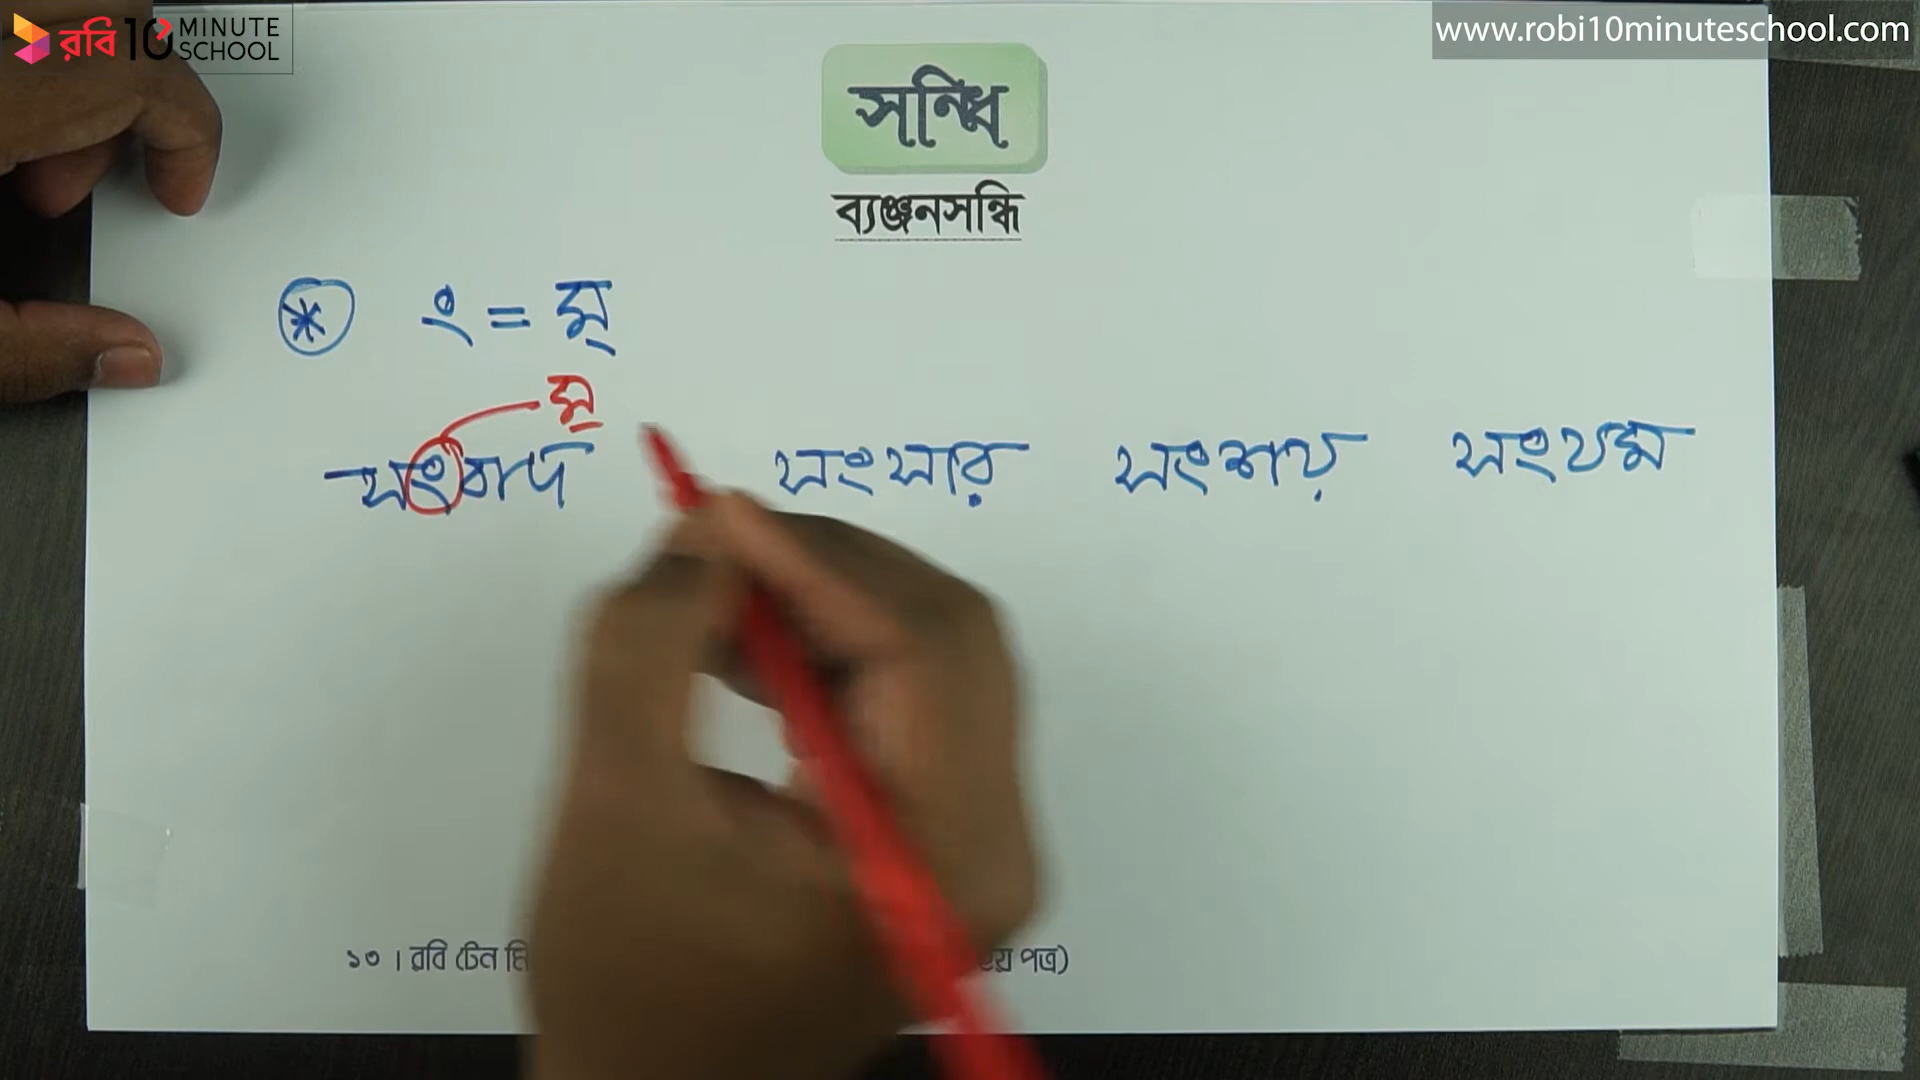 রবি 10 MINUTE SCHOOL
www.robi10minuteschool.com
সন্ধি
ব্যঞ্জনসন্ধি
* ং = ম্
ম্
সংবাদ সংসার সংশয় সংযম
১৩ । রবি টেন মি পত্র)